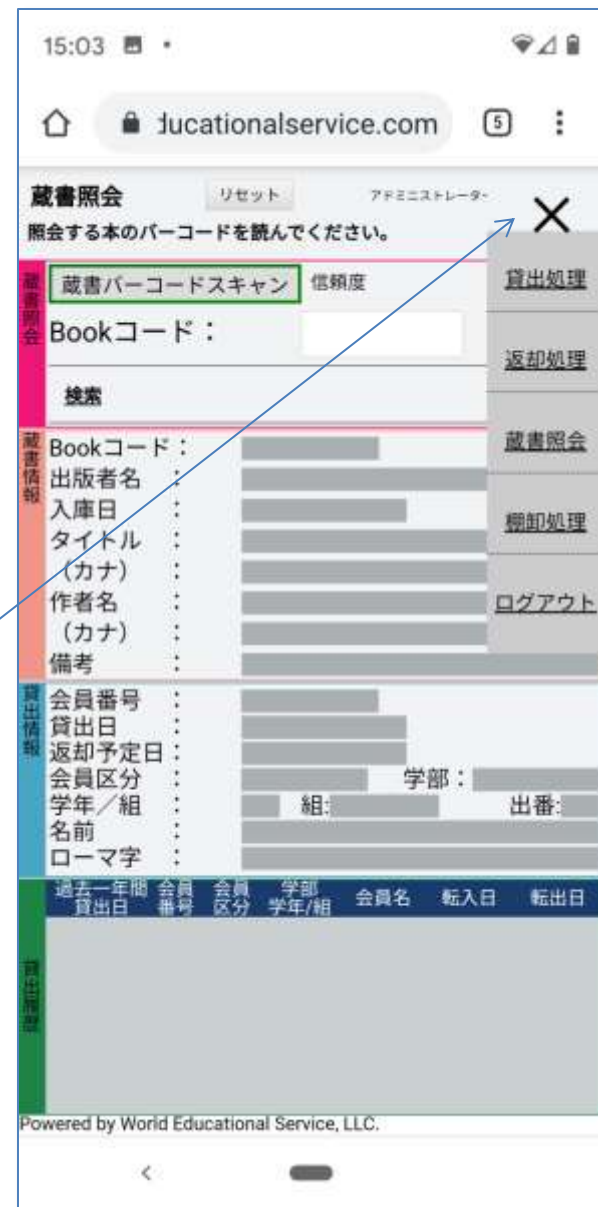 15:03
ducationalservice.com 5
蔵書照会 リセット アドミニストレーター
照会する本のバーコードを読んでください。
蔵書照会
蔵書バーコードスキャン 信頼度
Bookコード：
検索
貸出処理
返却処理
蔵書照会
棚卸処理
ログアウト
蔵書情報
Bookコード：
出版者名 ：
入庫日 ：
タイトル ：
（カナ） ：
作者名 ：
（カナ） ：
備考 ：
貸出情報
会員番号 ：
貸出日 ：
返却予定日：
会員区分 ： 学部：
学年／組 ： 組: 出番:
名前 ：
ローマ字 ：
貸出履歴
過去一年間貸出日 会員番号 会員区分 学部学年/組 会員名 転入日 転出日
Powered by World Educational Service, LLC.